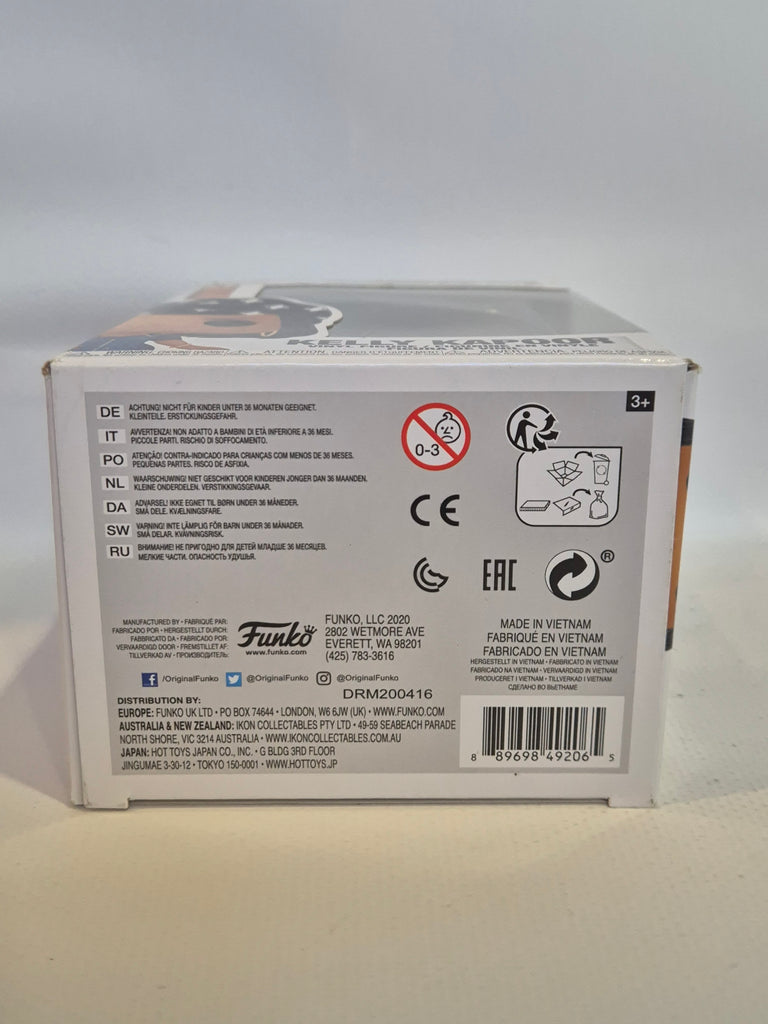 KELLY KAPOOR
3+
DE ACHTUNG! NICHT FÜR KINDER UNTER 36 MONATEN GEEIGNET.
KLEINTEILE. ERSTICKUNGSGEFAHR.
IT AVVERTENZA! NON ADATTO A BAMBINI DI ETÀ INFERIORE A 36 MESI.
PICCOLE PARTI. RISCHIO DI SOFFOCAMENTO.
PO ATENÇÃO! CONTRA-INDICADO PARA CRIANÇAS COM MENOS DE 36 MESES.
PEQUENAS PARTES. RISCO DE ASFIXIA.
NL WAARSCHUWING! NIET GESCHIKT VOOR KINDEREN JONGER DAN 36 MAANDEN.
KLEINE ONDERDELEN. VERSTIKKINGSGEVAAR.
DA ADVARSEL! IKKE EGNET TIL BØRN UNDER 36 MÅNEDER.
SMÅ DELE. KVÆLNINGSFARE.
SW VARNING! INTE LÄMPLIG FÖR BARN UNDER 36 MÅNADER.
SMÅ DELAR. KVÄVNINGSRISK.
RU ВНИМАНИЕ! НЕ ПРИГОДНО ДЛЯ ДЕТЕЙ МЛАДШЕ 36 МЕСЯЦЕВ.
МЕЛКИЕ ЧАСТИ. ОПАСНОСТЬ УДУШЬЯ.
0-3
CE
EAC
®
MANUFACTURED BY • FABRIQUÉ PAR:
FABRICADO POR • HERGESTELLT DURCH:
FABBRICATO DA • FABRICADO POR:
VERVAARDIGD DOOR • FREMSTILLET AF:
TILLVERKAD AV • ПРОИЗВОДИТЕЛЬ:
Funko
www.funko.com
FUNKO, LLC 2020
2802 WETMORE AVE
EVERETT, WA 98201
(425) 783-3616
MADE IN VIETNAM
FABRIQUÉ EN VIETNAM
FABRICADO EN VIETNAM
HERGESTELLT IN VIETNAM • FABBRICATO IN VIETNAM
FABRICADO NA VIETNAM • VERVAARDIGD IN VIETNAM
PRODUCERET I VIETNAM • TILLVERKAD I VIETNAM
СДЕЛАНО ВО ВЬЕТНАМЕ
/OriginalFunko @OriginalFunko @OriginalFunko
DRM200416
DISTRIBUTION BY:
EUROPE: FUNKO UK LTD • PO BOX 74644 • LONDON, W6 6JW (UK) • WWW.FUNKO.COM
AUSTRALIA & NEW ZEALAND: IKON COLLECTABLES PTY LTD • 49-59 SEABEACH PARADE
NORTH SHORE, VIC 3214 AUSTRALIA • WWW.IKONCOLLECTABLES.COM.AU
JAPAN: HOT TOYS JAPAN CO., INC. • G BLDG 3RD FLOOR
JINGUMAE 3-30-12 • TOKYO 150-0001 • WWW.HOTTOYS.JP
8 89698 49206 5